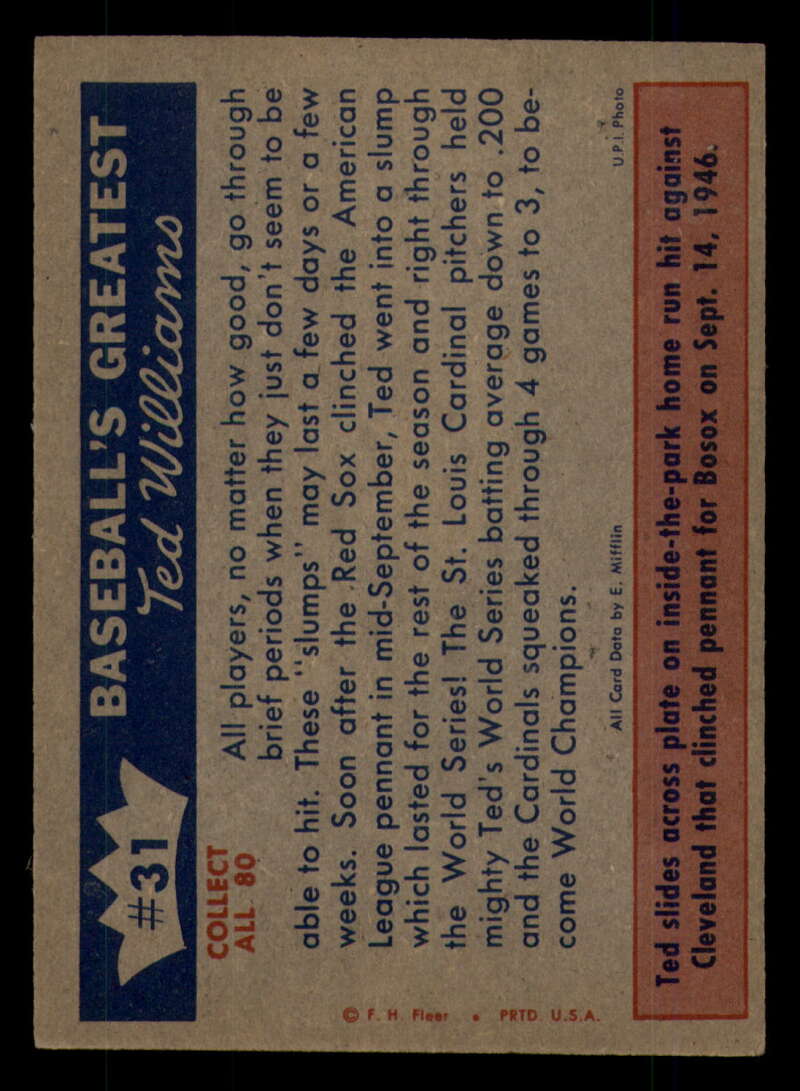 #31
BASEBALL'S GREATEST
Ted Williams
COLLECT
ALL 80
All players, no matter how good, go through
brief periods when they just don't seem to be
able to hit. These "slumps" may last a few days or a few
weeks. Soon after the Red Sox clinched the American
League pennant in mid-September, Ted went into a slump
which lasted for the rest of the season and right through
the World Series! The St. Louis Cardinal pitchers held
mighty Ted's World Series batting average down to .200
and the Cardinals squeaked through 4 games to 3, to be-
come World Champions.
© F. H. Fleer • PRTD. U.S.A.
All Card Data by E. Mifflin
U.P.I. Photo
Ted slides across plate on inside-the-park home run hit against
Cleveland that clinched pennant for Bosox on Sept. 14, 1946.